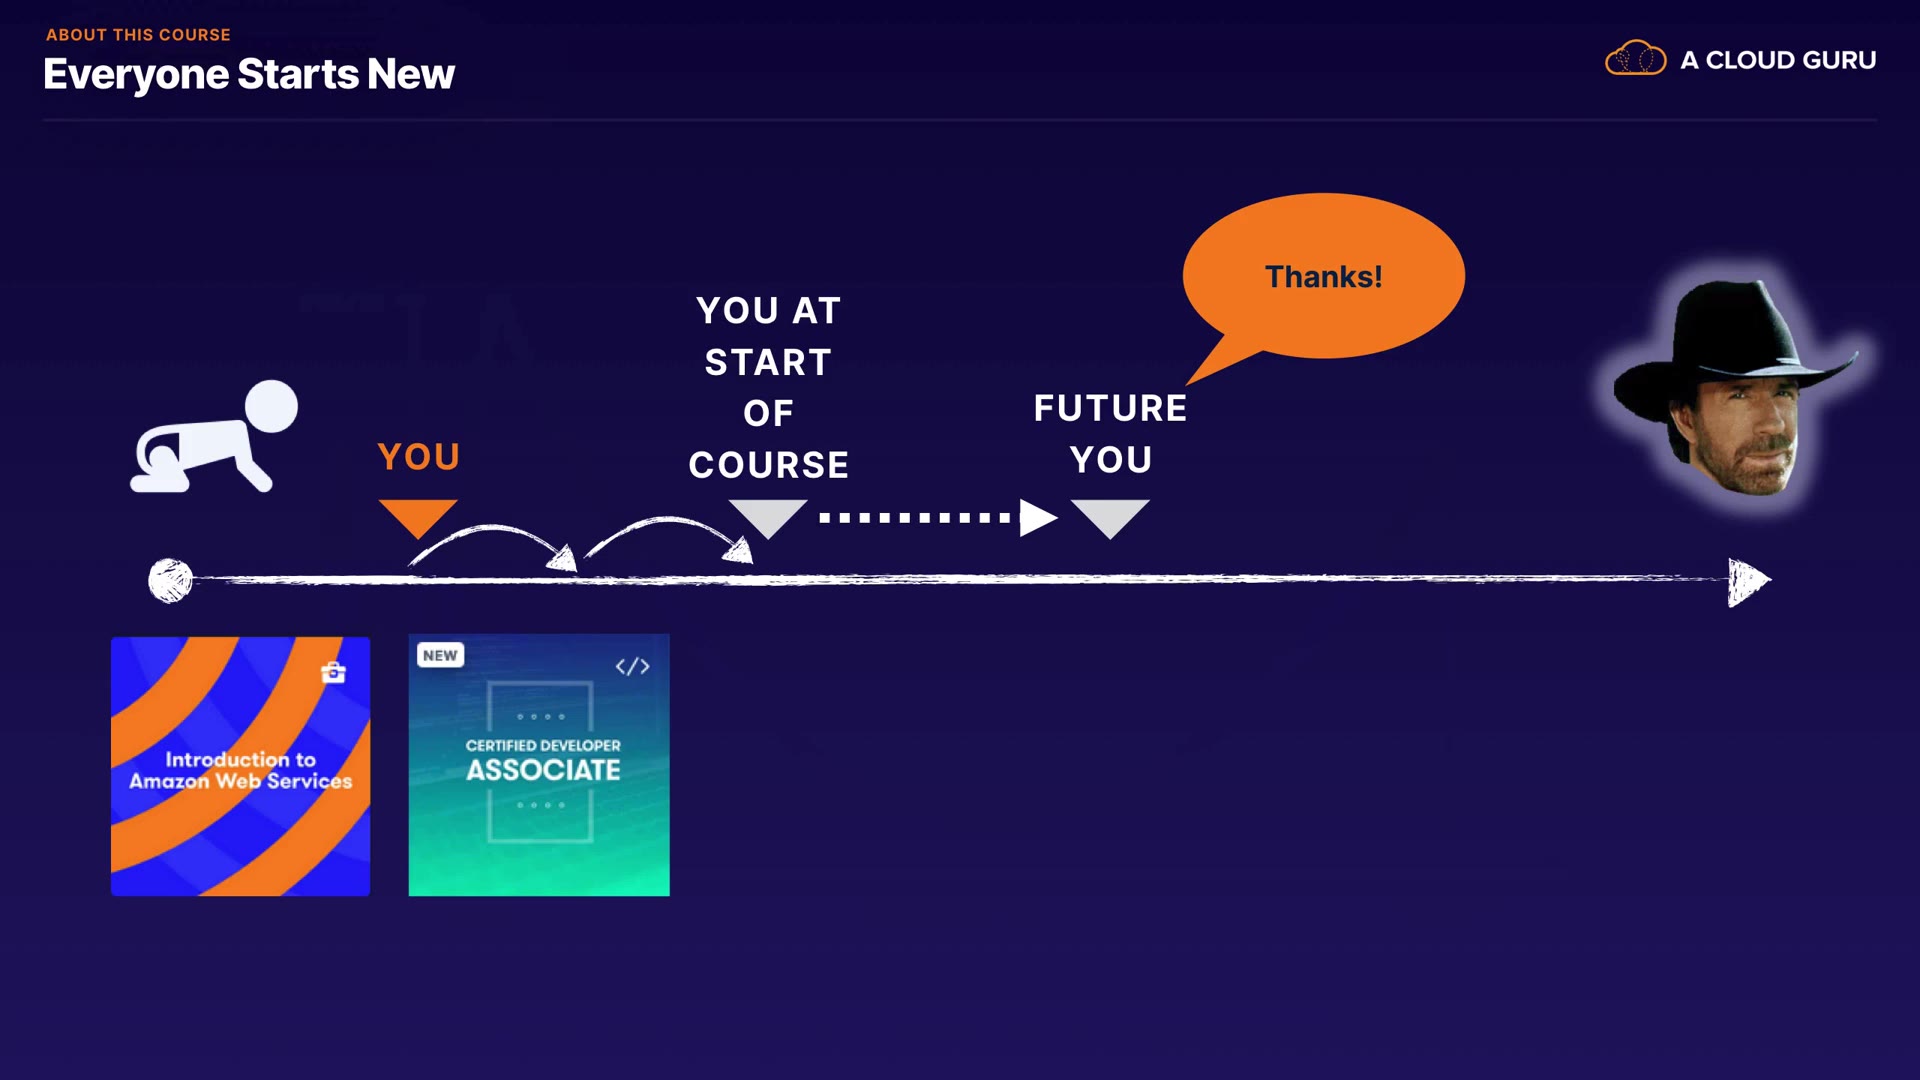 ABOUT THIS COURSE
Everyone Starts New
A CLOUD GURU
Thanks!
YOU AT
START
OF
COURSE
FUTURE
YOU
YOU
NEW
</>
Introduction to
Amazon Web Services
CERTIFIED DEVELOPER
ASSOCIATE